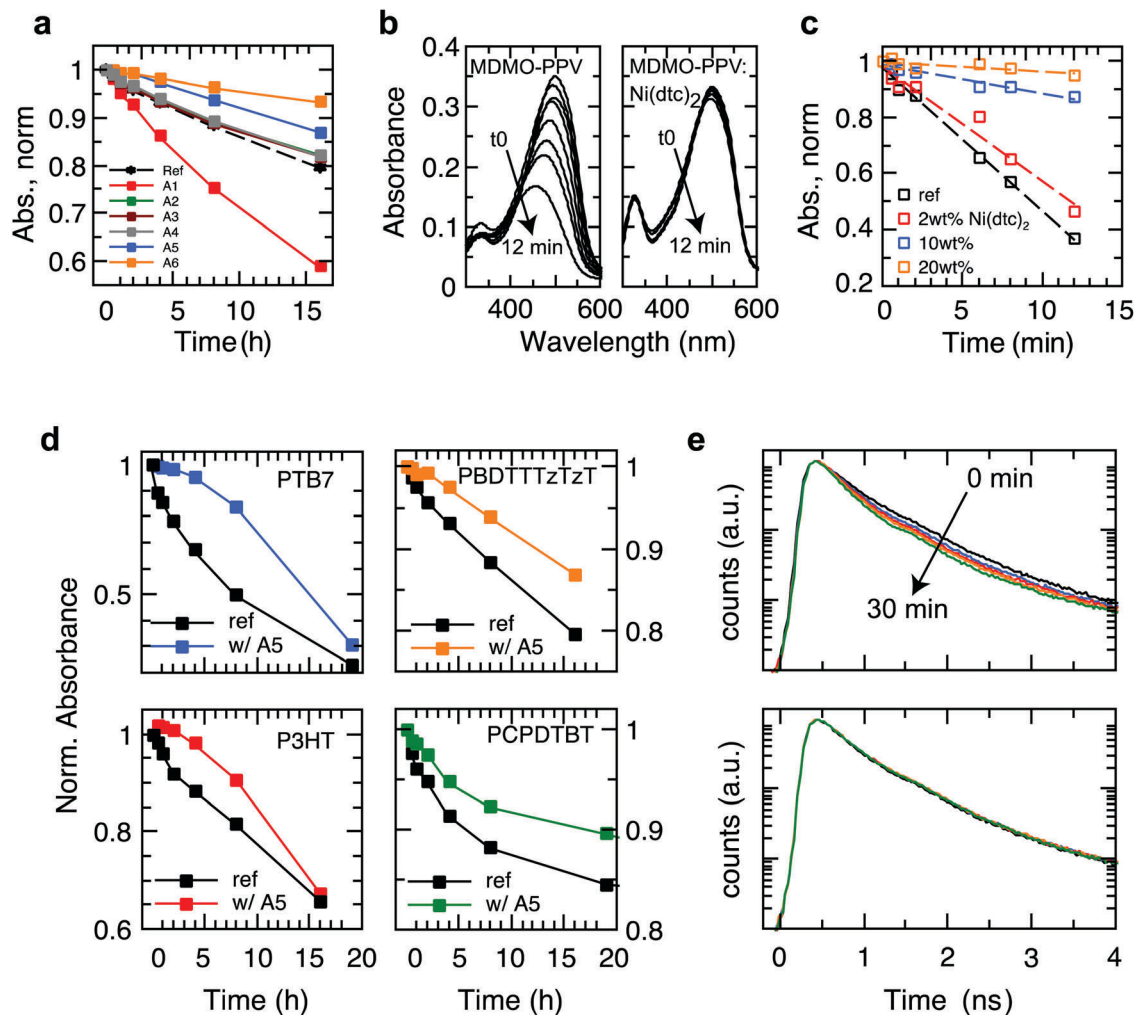 a
Abs., norm
1
0.9
0.8
0.7
0.6
Ref
A1
A2
A3
A4
A5
A6
0 5 10 15
Time (h)
b
Absorbance
0.4
0.3
0.2
0.1
0
MDMO-PPV
t0
12 min
MDMO-PPV:
Ni(dtc)2
t0
12 min
400 600 400 600
Wavelength (nm)
c
Abs., norm
1
0.8
0.6
0.4
0.2
ref
2wt% Ni(dtc)2
10wt%
20wt%
0 5 10 15
Time (min)
d
Norm. Absorbance
1
0.5
PTB7
ref
w/ A5
PBDTTTzTzT
ref
w/ A5
1
0.9
0.8
1
0.8
0.6
P3HT
ref
w/ A5
0 5 10 15 20
Time (h)
PCPDTBT
ref
w/ A5
1
0.9
0.8
0 5 10 15 20
Time (h)
e
counts (a.u.)
0 min
30 min
counts (a.u.)
0 1 2 3 4
Time (ns)